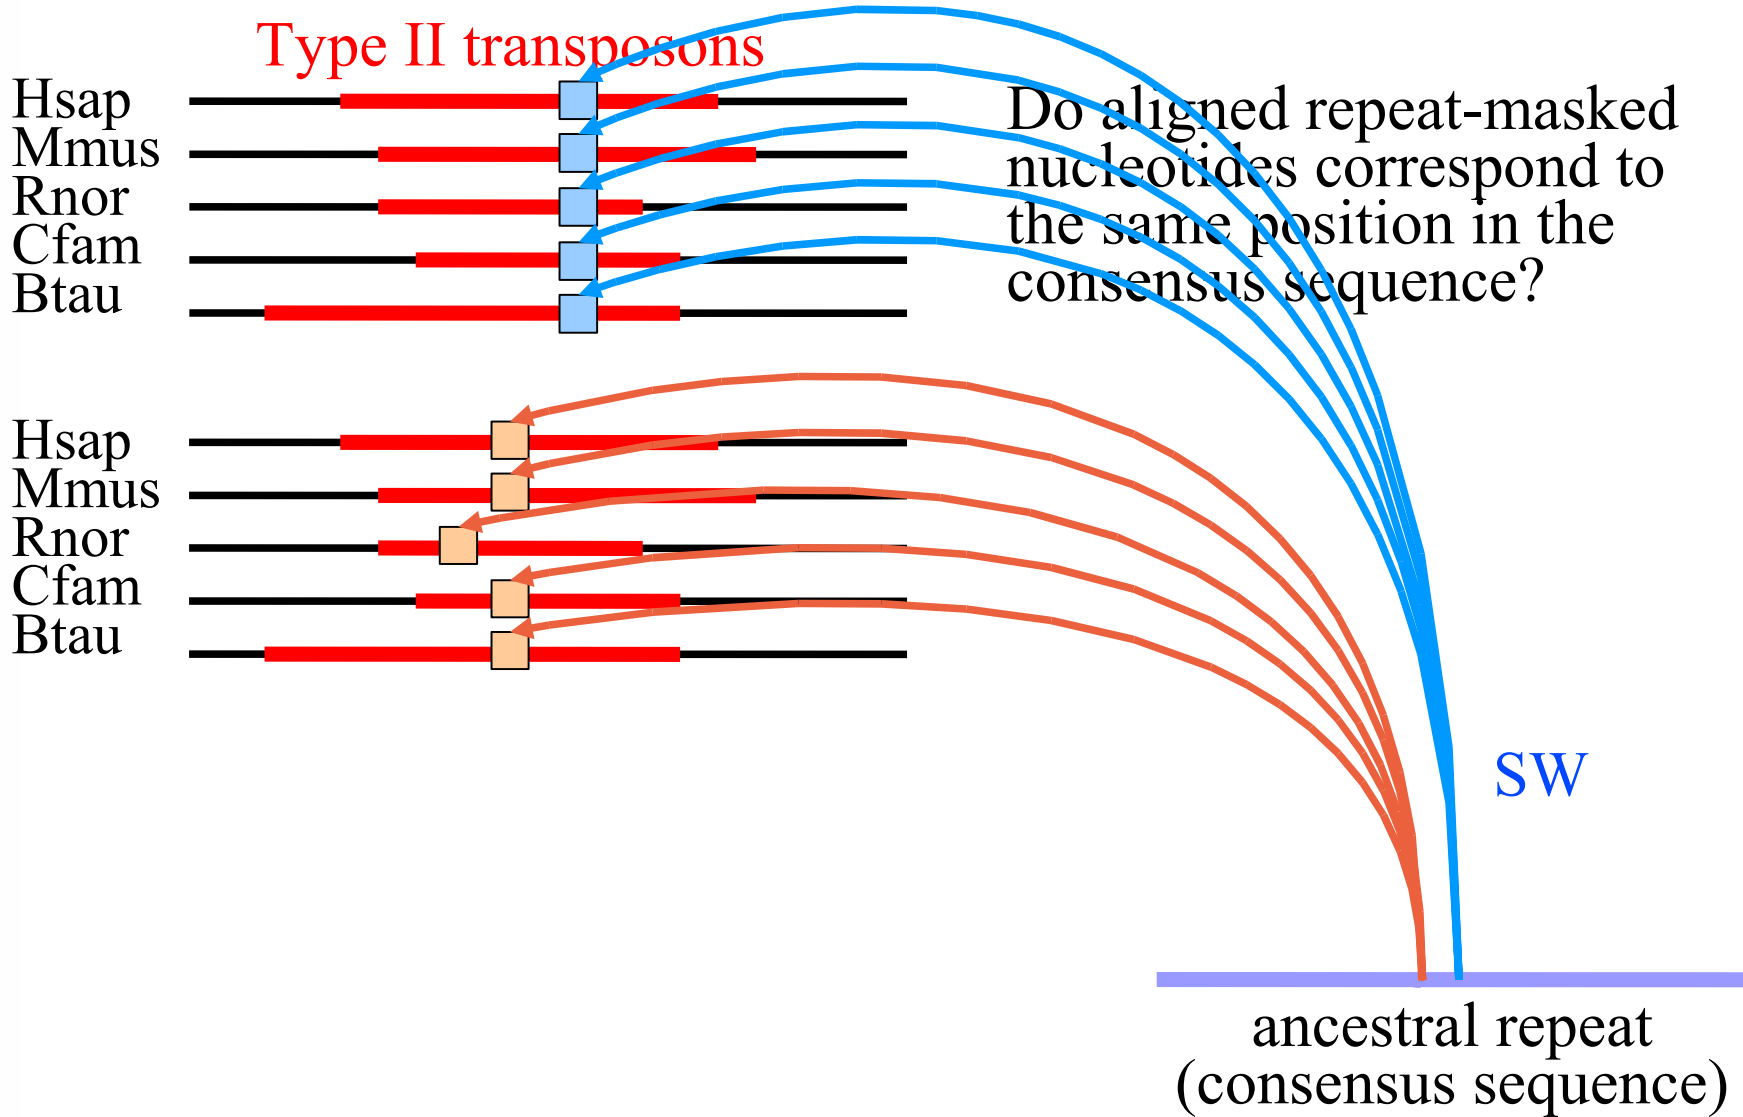 Type II transposons
Hsap
Mmus
Rnor
Cfam
Btau
Do aligned repeat-masked
nucleotides correspond to
the same position in the
consensus sequence?
Hsap
Mmus
Rnor
Cfam
Btau
SW
ancestral repeat
(consensus sequence)